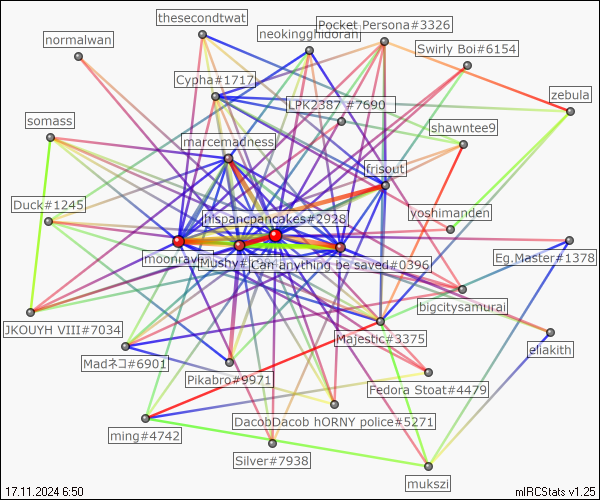 thesecondtwat
neokingghidorah
Pocket Persona#3326
normalwan
Swirly Boi#6154
Cypha#1717
zebula
LPK2387 #7690
somass
shawntee9
marcemadness
frisout
Duck#1245
hispancpancakes#2928
yoshimanden
Mushy
Can anything be saved#0396
Eg.Master#1378
bigcitysamurai
JKOUYH VIII#7034
Majestic#3375
eliakith
Madネコ#6901
Pikabro#9971
Fedora Stoat#4479
DacobDacob hORNY police#5271
ming#4742
Silver#7938
mukszi
17.11.2024 6:50
mIRCStats v1.25